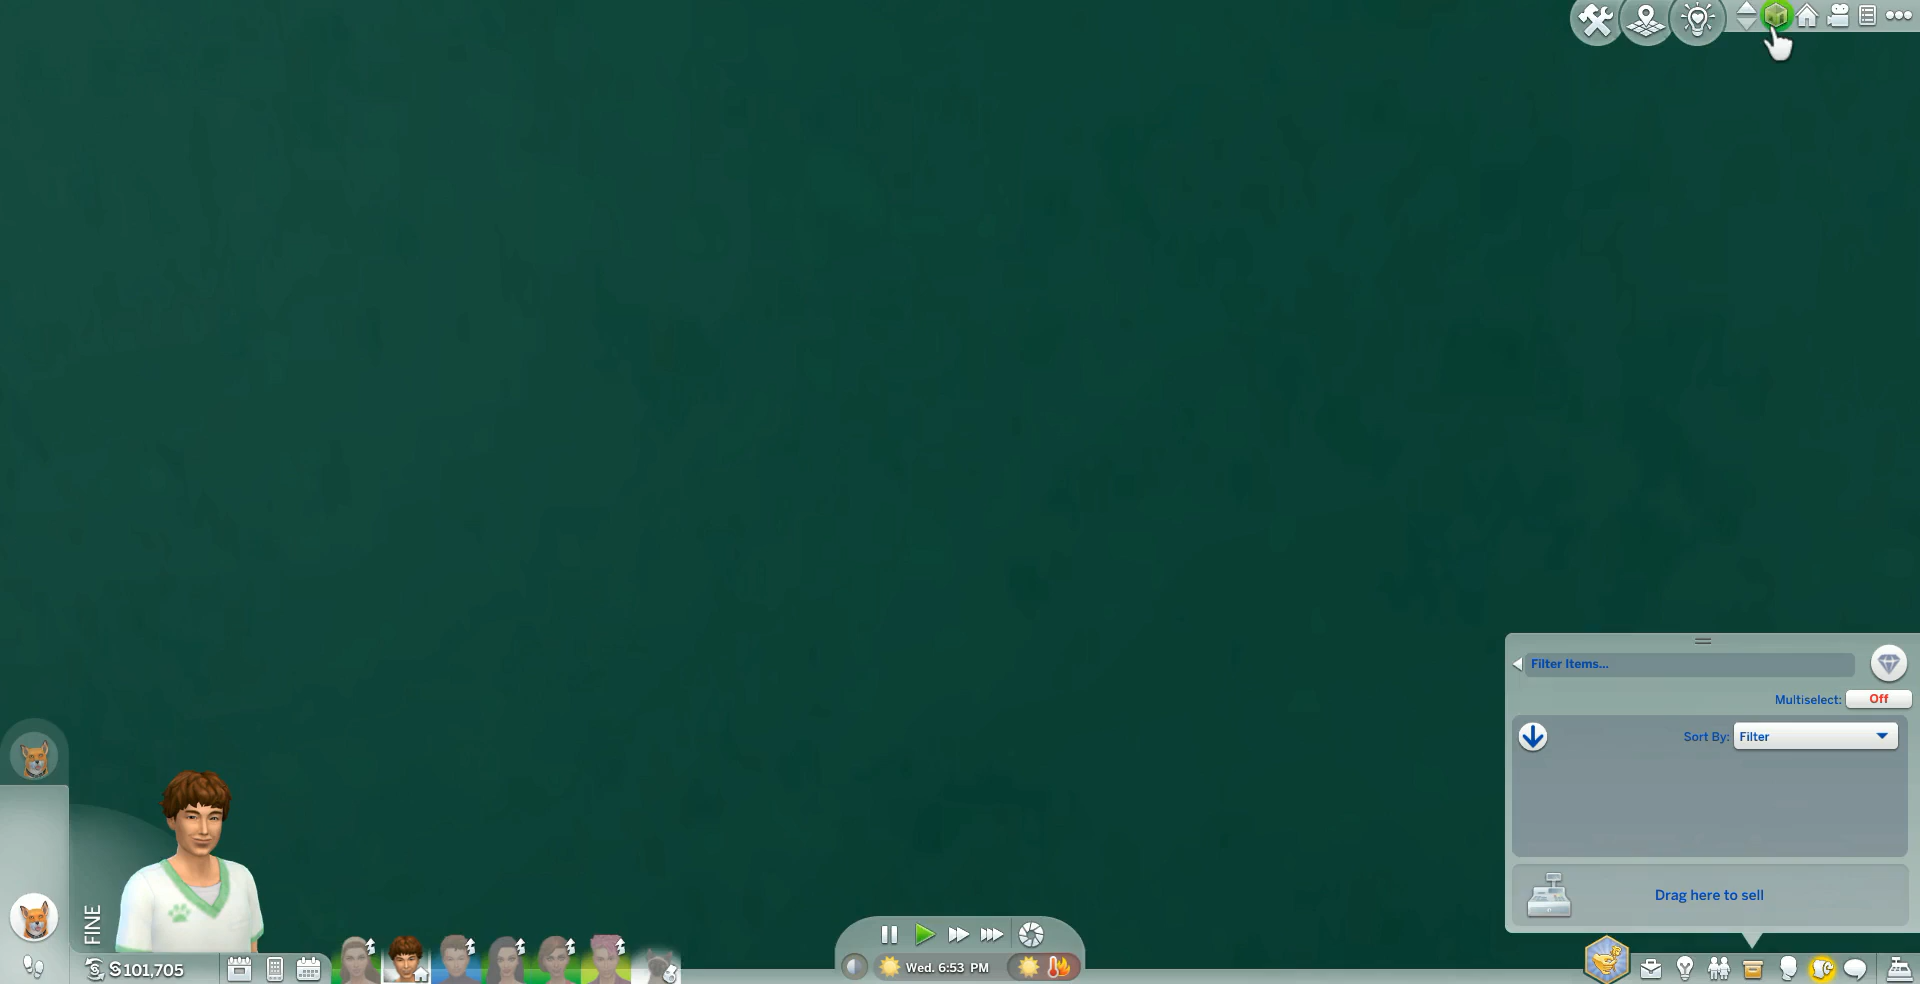 Filter Items...
Multiselect: Off
Sort By: Filter
Drag here to sell
FINE
§101,705
Wed. 6:53 PM